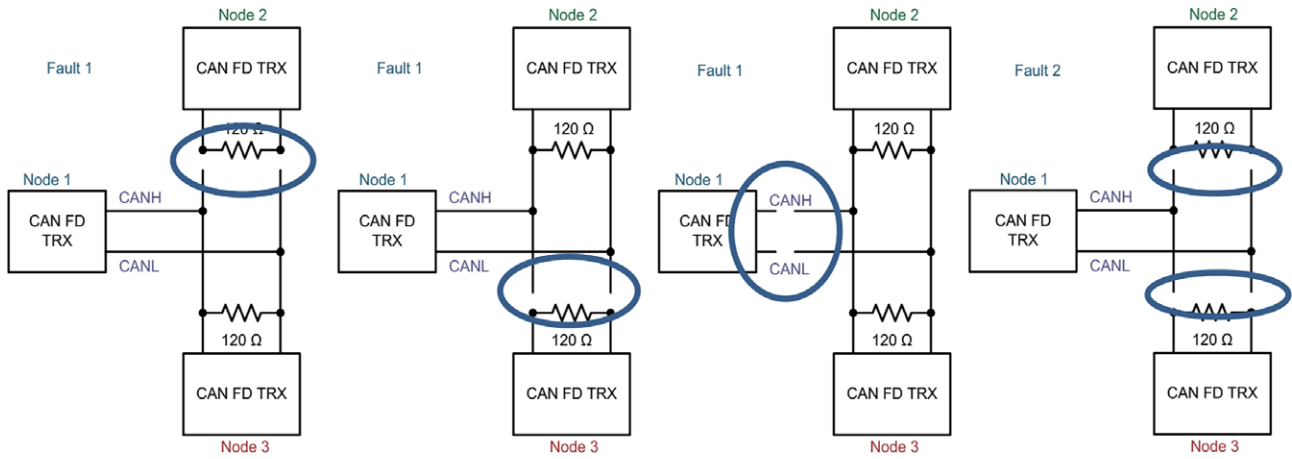 Node 2
Fault 1
CAN FD TRX
120 Ω
Node 1
CANH
CAN FD
TRX
CANL
120 Ω
CAN FD TRX
Node 3
Node 2
Fault 1
CAN FD TRX
120 Ω
Node 1
CANH
CAN FD
TRX
CANL
120 Ω
CAN FD TRX
Node 3
Node 2
Fault 1
CAN FD TRX
120 Ω
Node 1
CANH
CAN FD
TRX
CANL
120 Ω
CAN FD TRX
Node 3
Node 2
Fault 2
CAN FD TRX
120 Ω
Node 1
CANH
CAN FD
TRX
CANL
120 Ω
CAN FD TRX
Node 3